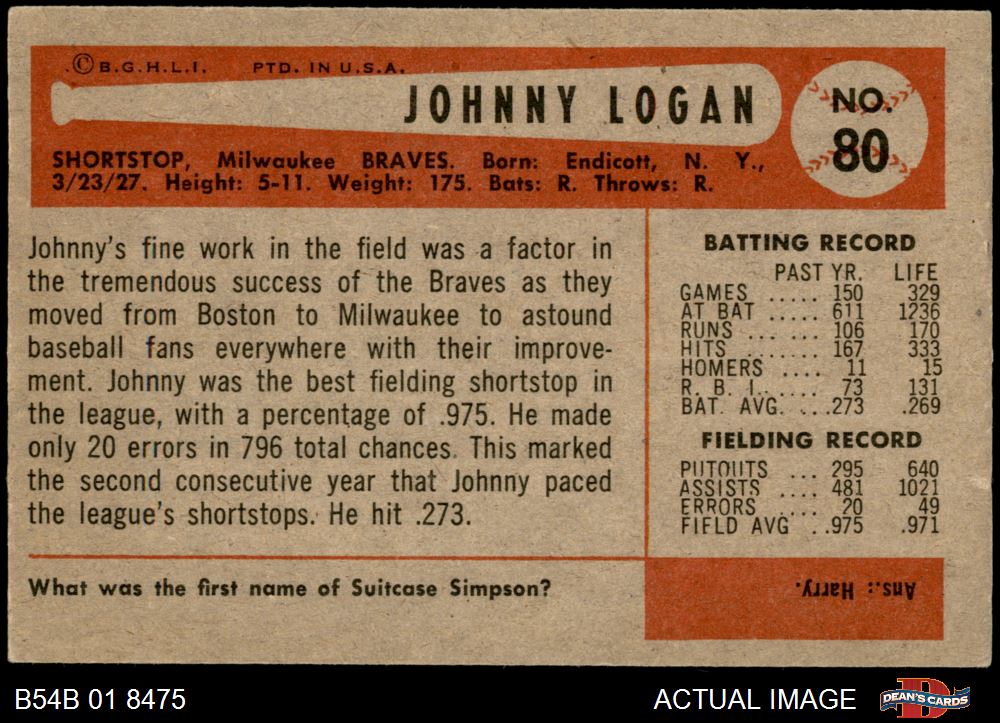 ©B.G.H.L.I. PTD. IN U.S.A.
JOHNNY LOGAN
NO.
80
SHORTSTOP, Milwaukee BRAVES. Born: Endicott, N. Y.,
3/23/27. Height: 5-11. Weight: 175. Bats: R. Throws: R.
Johnny's fine work in the field was a factor in
the tremendous success of the Braves as they
moved from Boston to Milwaukee to astound
baseball fans everywhere with their improve-
ment. Johnny was the best fielding shortstop in
the league, with a percentage of .975. He made
only 20 errors in 796 total chances. This marked
the second consecutive year that Johnny paced
the league's shortstops. He hit .273.
BATTING RECORD
PAST YR. LIFE
GAMES ..... 150 329
AT BAT ..... 611 1236
RUNS ..... 106 170
HITS ..... 167 333
HOMERS .... 11 15
R. B. I. ..... 73 131
BAT. AVG. ...273 .269
FIELDING RECORD
PUTOUTS ... 295 640
ASSISTS .... 481 1021
ERRORS .... 20 49
FIELD AVG ..975 .971
What was the first name of Suitcase Simpson?
Ans.: Harry.
B54B 01 8475
ACTUAL IMAGE
DEAN'S CARDS